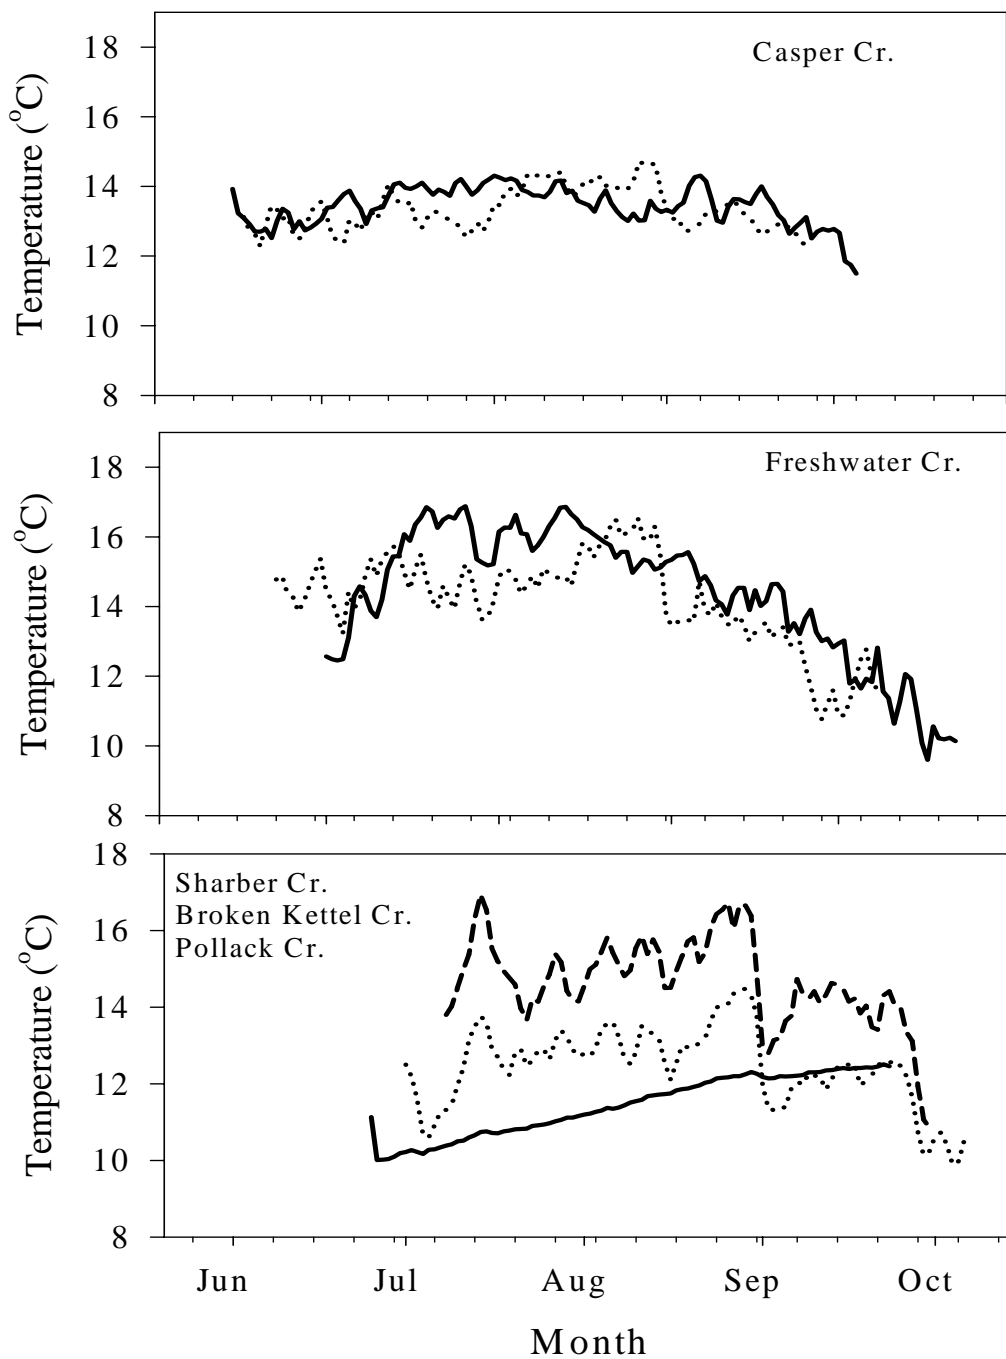 18
16
14
12
10
8
Temperature (°C)
Casper Cr.
18
16
14
12
10
8
Temperature (°C)
Freshwater Cr.
18
16
14
12
10
8
Temperature (°C)
Sharber Cr.
Broken Kettel Cr.
Pollack Cr.
Jun Jul Aug Sep Oct
Month